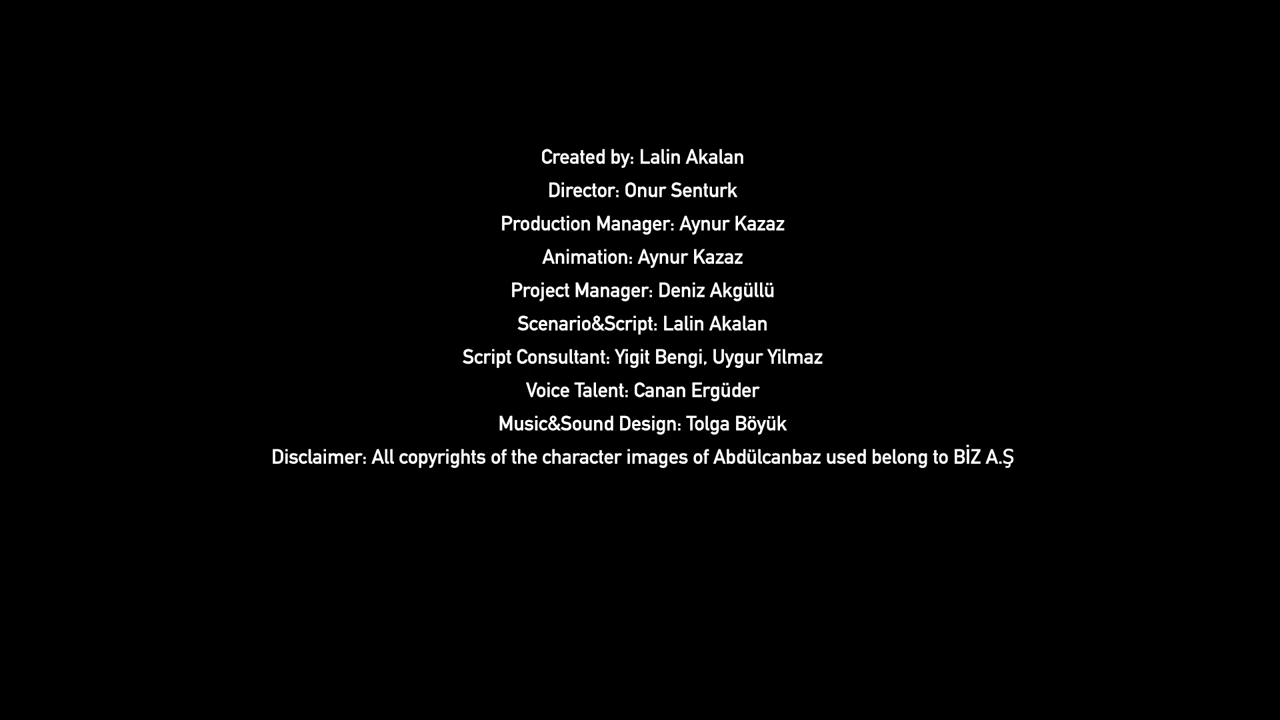 Created by: Lalin Akalan
Director: Onur Senturk
Production Manager: Aynur Kazaz
Animation: Aynur Kazaz
Project Manager: Deniz Akgüllü
Scenario&Script: Lalin Akalan
Script Consultant: Yigit Bengi, Uygur Yilmaz
Voice Talent: Canan Ergüder
Music&Sound Design: Tolga Böyük
Disclaimer: All copyrights of the character images of Abdülcanbaz used belong to BİZ A.Ş